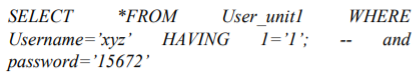 SELECT *FROM User_unit1 WHERE
Username=’xyz’ HAVING 1=’1’; -- and
password=’15672’